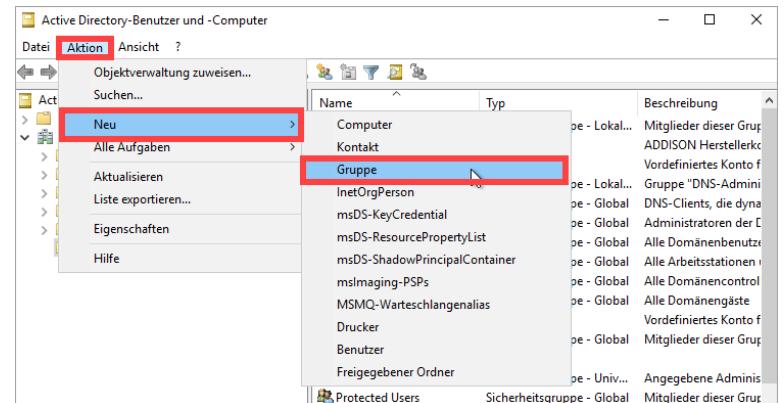 Active Directory-Benutzer und -Computer
Datei Aktion Ansicht ?
Objektverwaltung zuweisen...
Suchen...
Neu
Alle Aufgaben
Aktualisieren
Liste exportieren...
Eigenschaften
Hilfe
Act
Computer
Kontakt
Gruppe
InetOrgPerson
msDS-KeyCredential
msDS-ResourcePropertyList
msDS-ShadowPrincipalContainer
msImaging-PSPs
MSMQ-Warteschlangenalias
Drucker
Benutzer
Freigegebener Ordner
Name Typ Beschreibung
pe - Lokal... Mitglieder dieser Grup
ADDISON Herstellerko
Vordefiniertes Konto f
pe - Lokal... Gruppe "DNS-Admini
pe - Global DNS-Clients, die dyna
pe - Global Administratoren der D
pe - Global Alle Domänenbenutze
pe - Global Alle Arbeitsstationen
pe - Global Alle Domänencontrol
pe - Global Alle Domänengäste
Vordefiniertes Konto f
pe - Global Mitglieder dieser Grup
pe - Univ... Angegebene Adminis
Protected Users Sicherheitsgruppe - Global Mitglieder dieser Grup